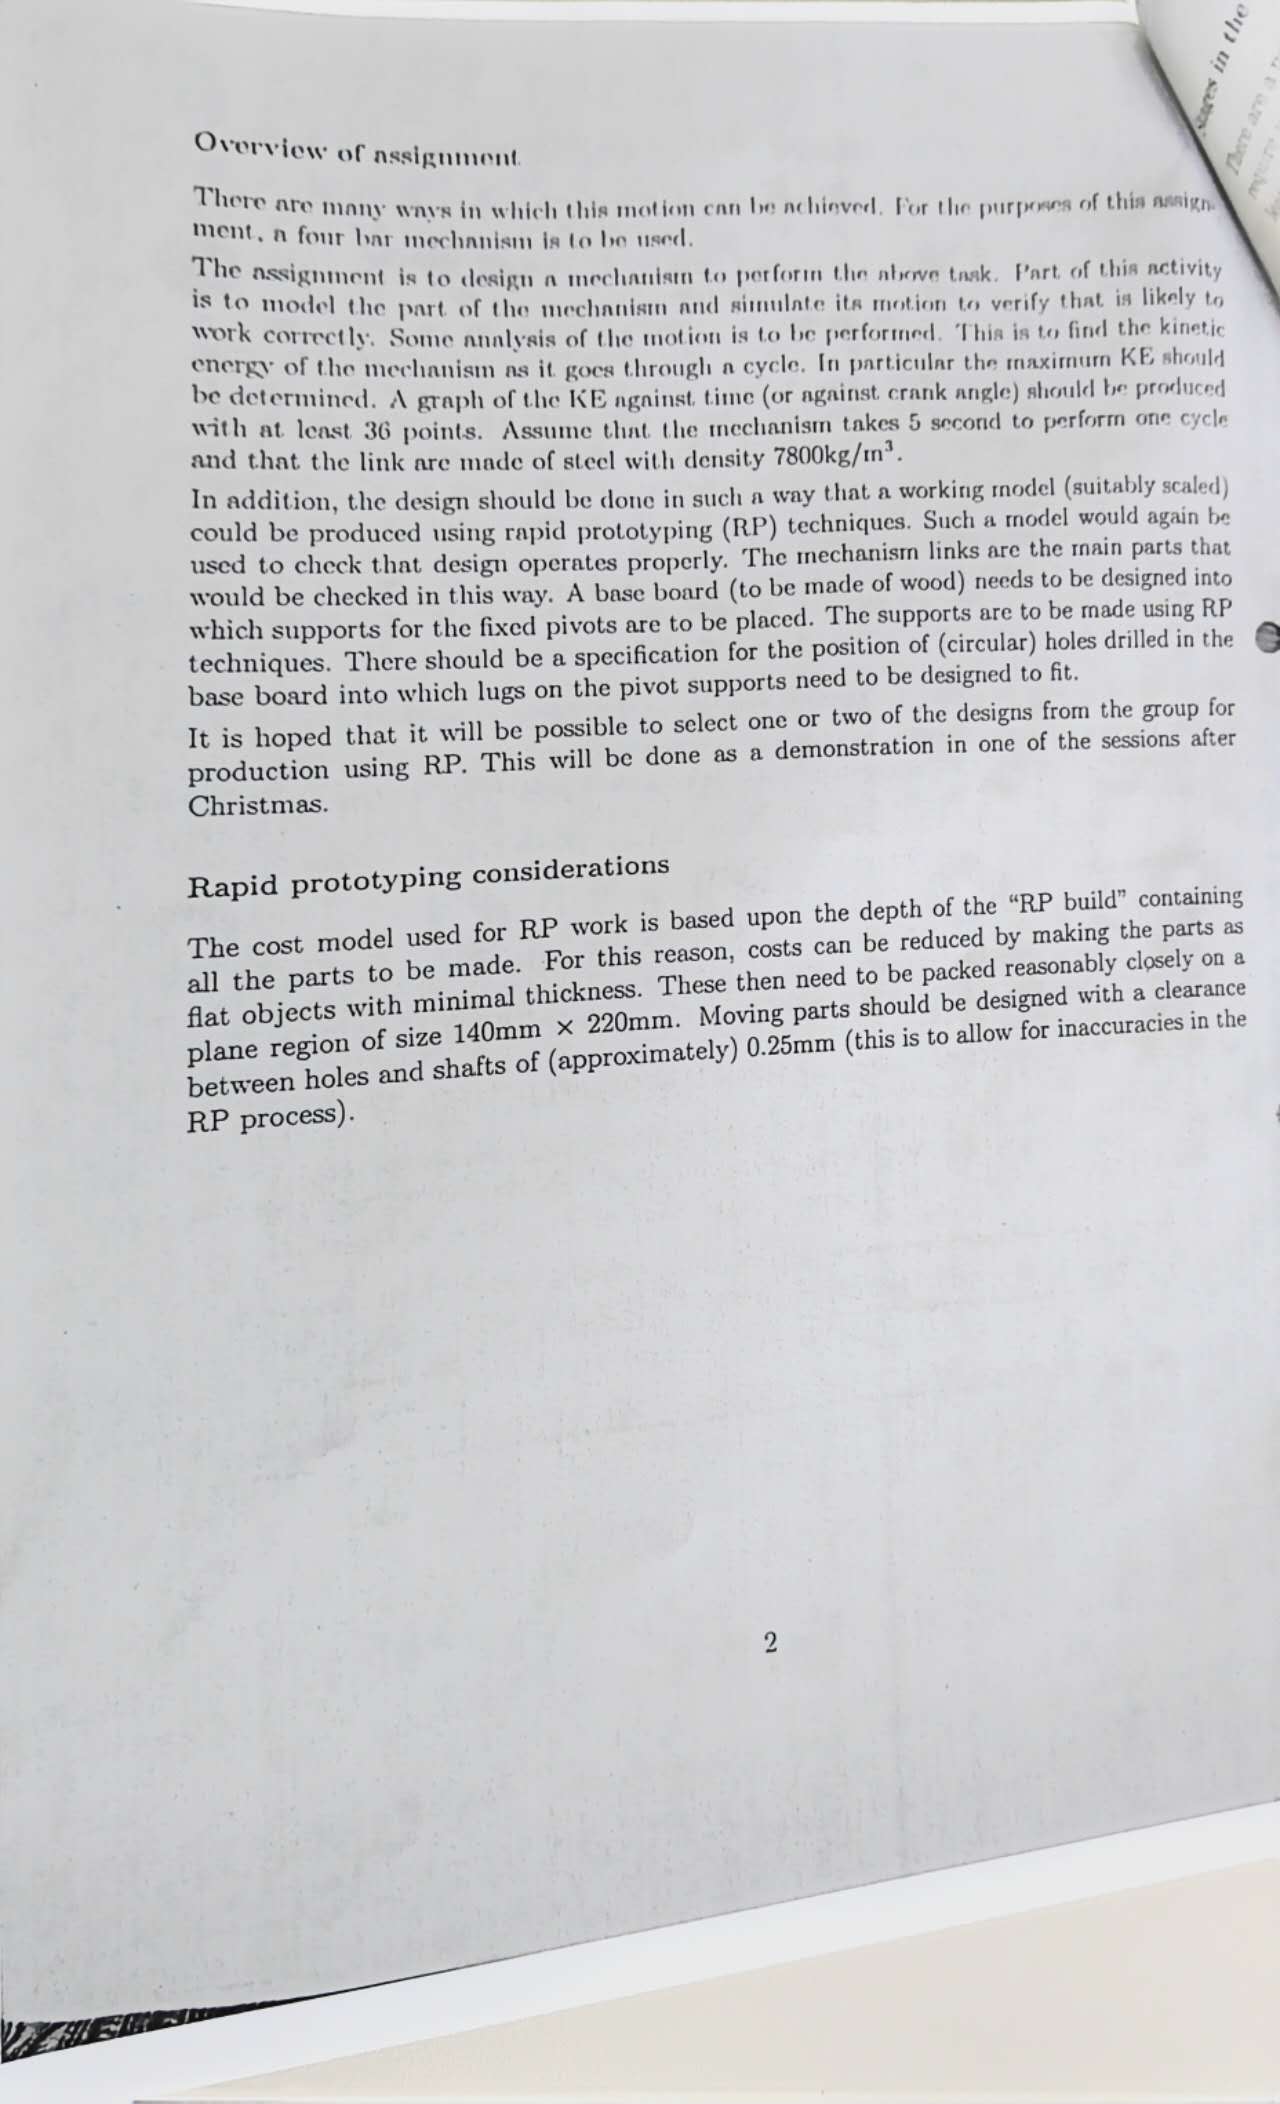 Overview of assignment
There are many ways in which this motion can be achieved. For the purposes of this assign-
ment, a four bar mechanism is to be used.
The assignment is to design a mechanism to perform the above task. Part of this activity
is to model the part of the mechanism and simulate its motion to verify that is likely to
work correctly. Some analysis of the motion is to be performed. This is to find the kinetic
energy of the mechanism as it goes through a cycle. In particular the maximum KE should
be determined. A graph of the KE against time (or against crank angle) should be produced
with at least 36 points. Assume that the mechanism takes 5 second to perform one cycle
and that the link are made of steel with density 7800kg/m³.
In addition, the design should be done in such a way that a working model (suitably scaled)
could be produced using rapid prototyping (RP) techniques. Such a model would again be
used to check that design operates properly. The mechanism links are the main parts that
would be checked in this way. A base board (to be made of wood) needs to be designed into
which supports for the fixed pivots are to be placed. The supports are to be made using RP
techniques. There should be a specification for the position of (circular) holes drilled in the
base board into which lugs on the pivot supports need to be designed to fit.
It is hoped that it will be possible to select one or two of the designs from the group for
production using RP. This will be done as a demonstration in one of the sessions after
Christmas.
Rapid prototyping considerations
The cost model used for RP work is based upon the depth of the “RP build” containing
all the parts to be made. For this reason, costs can be reduced by making the parts as
flat objects with minimal thickness. These then need to be packed reasonably closely on a
plane region of size 140mm × 220mm. Moving parts should be designed with a clearance
between holes and shafts of (approximately) 0.25mm (this is to allow for inaccuracies in the
RP process).
2
in the
There are a